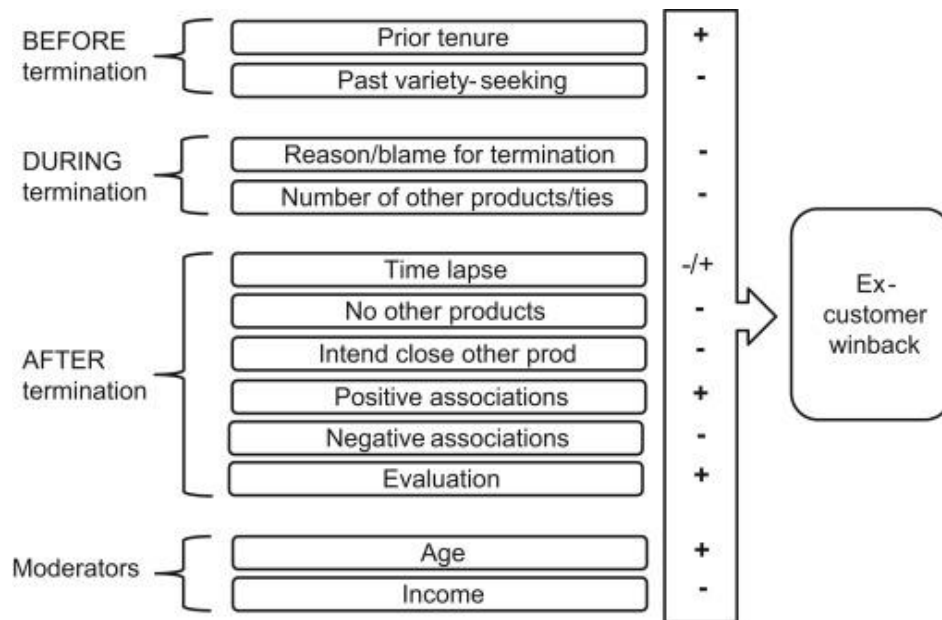 BEFORE
termination
Prior tenure
+
Past variety-seeking
-
DURING
termination
Reason/blame for termination
-
Number of other products/ties
-
AFTER
termination
Time lapse
-/+
No other products
-
Intend close other prod
-
Positive associations
+
Negative associations
-
Evaluation
+
Moderators
Age
+
Income
-
Ex-
customer
winback